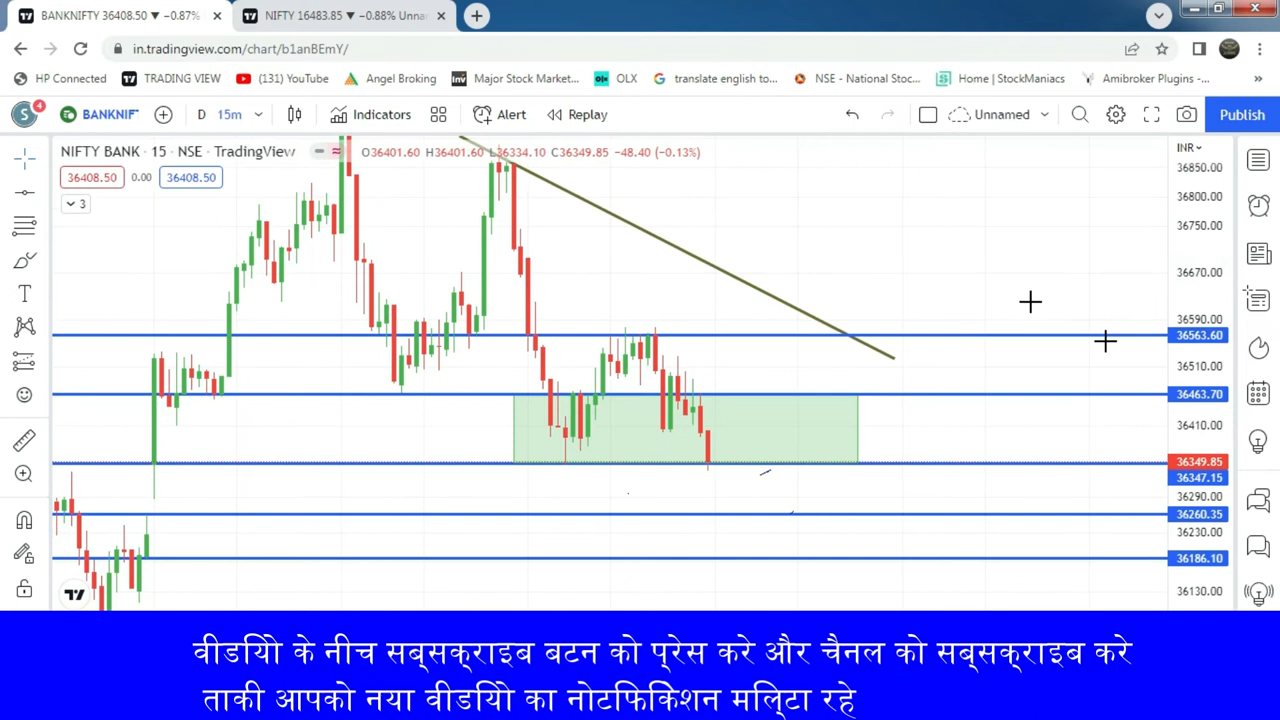 BANKNIFTY 36408.50 ▼ −0.87%
NIFTY 16483.85 ▼ −0.88% Unna
in.tradingview.com/chart/b1anBEmY/
HP Connected TRADING VIEW (131) YouTube Angel Broking Major Stock Market... OLX translate english to... NSE - National Stoc... Home | StockManiacs Amibroker Plugins -... »
S 4 BANKNIF D 15m Indicators Alert Replay Unnamed Publish
NIFTY BANK · 15 · NSE · TradingView O36401.60 H36401.60 L36334.10 C36349.85 −48.40 (−0.13%)
INR
36408.50 0.00 36408.50
3
36850.00
36800.00
36750.00
36670.00
36590.00
36563.60
36510.00
36463.70
36410.00
36349.85
36347.15
36290.00
36260.35
36230.00
36186.10
36130.00
वीडियो के नीच सब्सक्राइब बटन को प्रेस करे और चैनल को सब्सक्राइब करे
ताकी आपको नया वीडियो का नोटिफिकेशन मिल्टा रहे